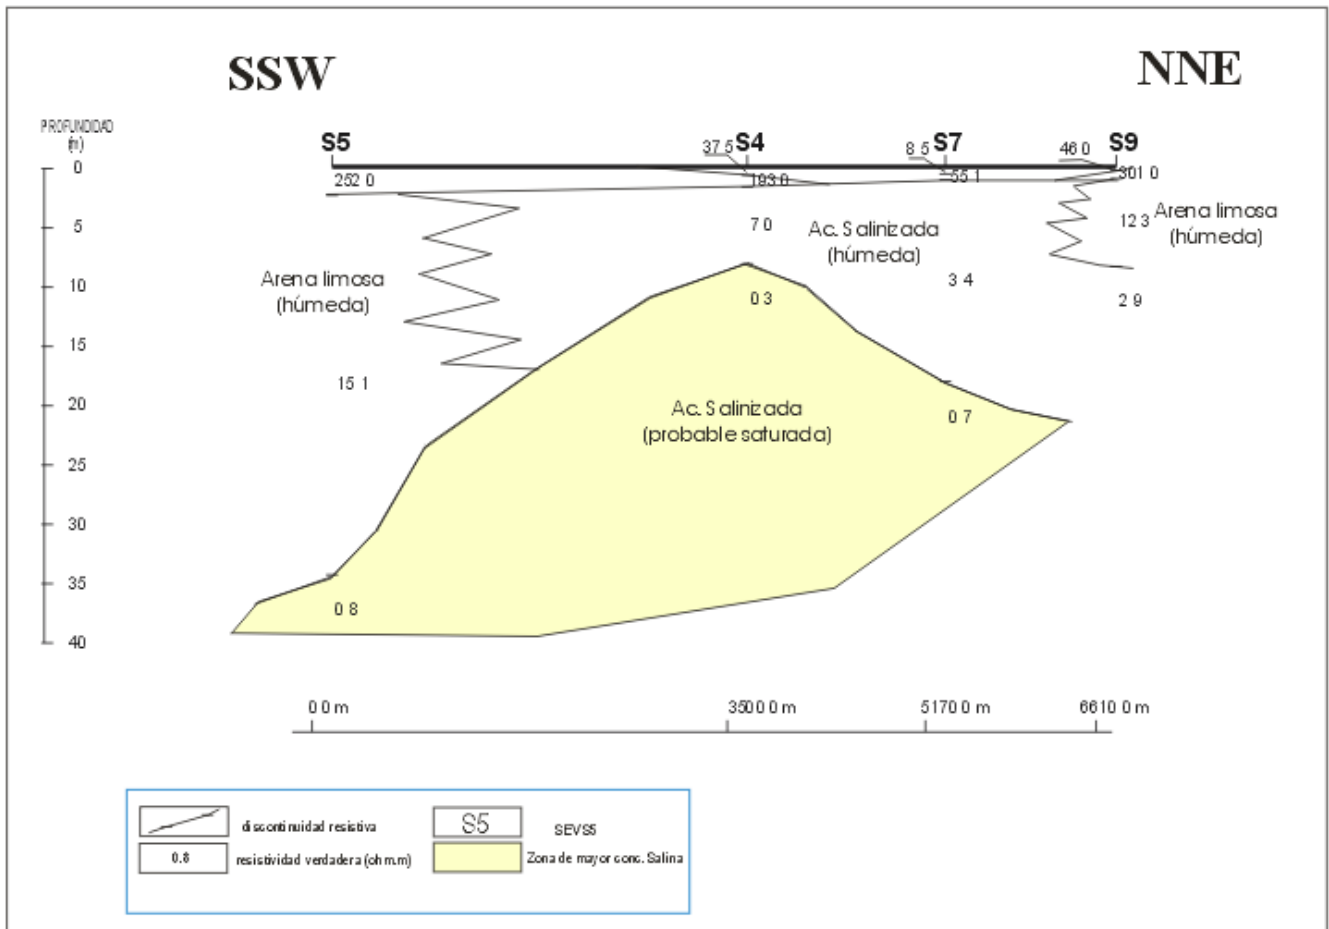 SSW
NNE
PROFUNDIDAD
(m)
S5
S4
S7
S9
37 5
8 5
46 0
0
252 0
193 0
55 1
301 0
5
7 0
Ac. Salinizada
(húmeda)
12 3
Arena limosa
(húmeda)
Arena limosa
(húmeda)
10
0 3
3 4
2 9
15
15 1
20
Ac. Salinizada
(probable saturada)
0 7
25
30
35
0 8
40
0 0 m
3500 0 m
5170 0 m
6610 0 m
discontinuidad resistiva
S5
SEVS5
0.8
resistividad verdadera (ohm.m)
Zona de mayor conc. Salina